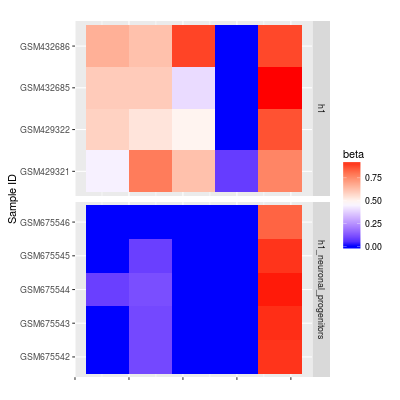 GSM432686
GSM432685
GSM429322
GSM429321
h1
GSM675546
GSM675545
GSM675544
GSM675543
GSM675542
h1_neuronal_progenitors
Sample ID
beta
0.75
0.50
0.25
0.00